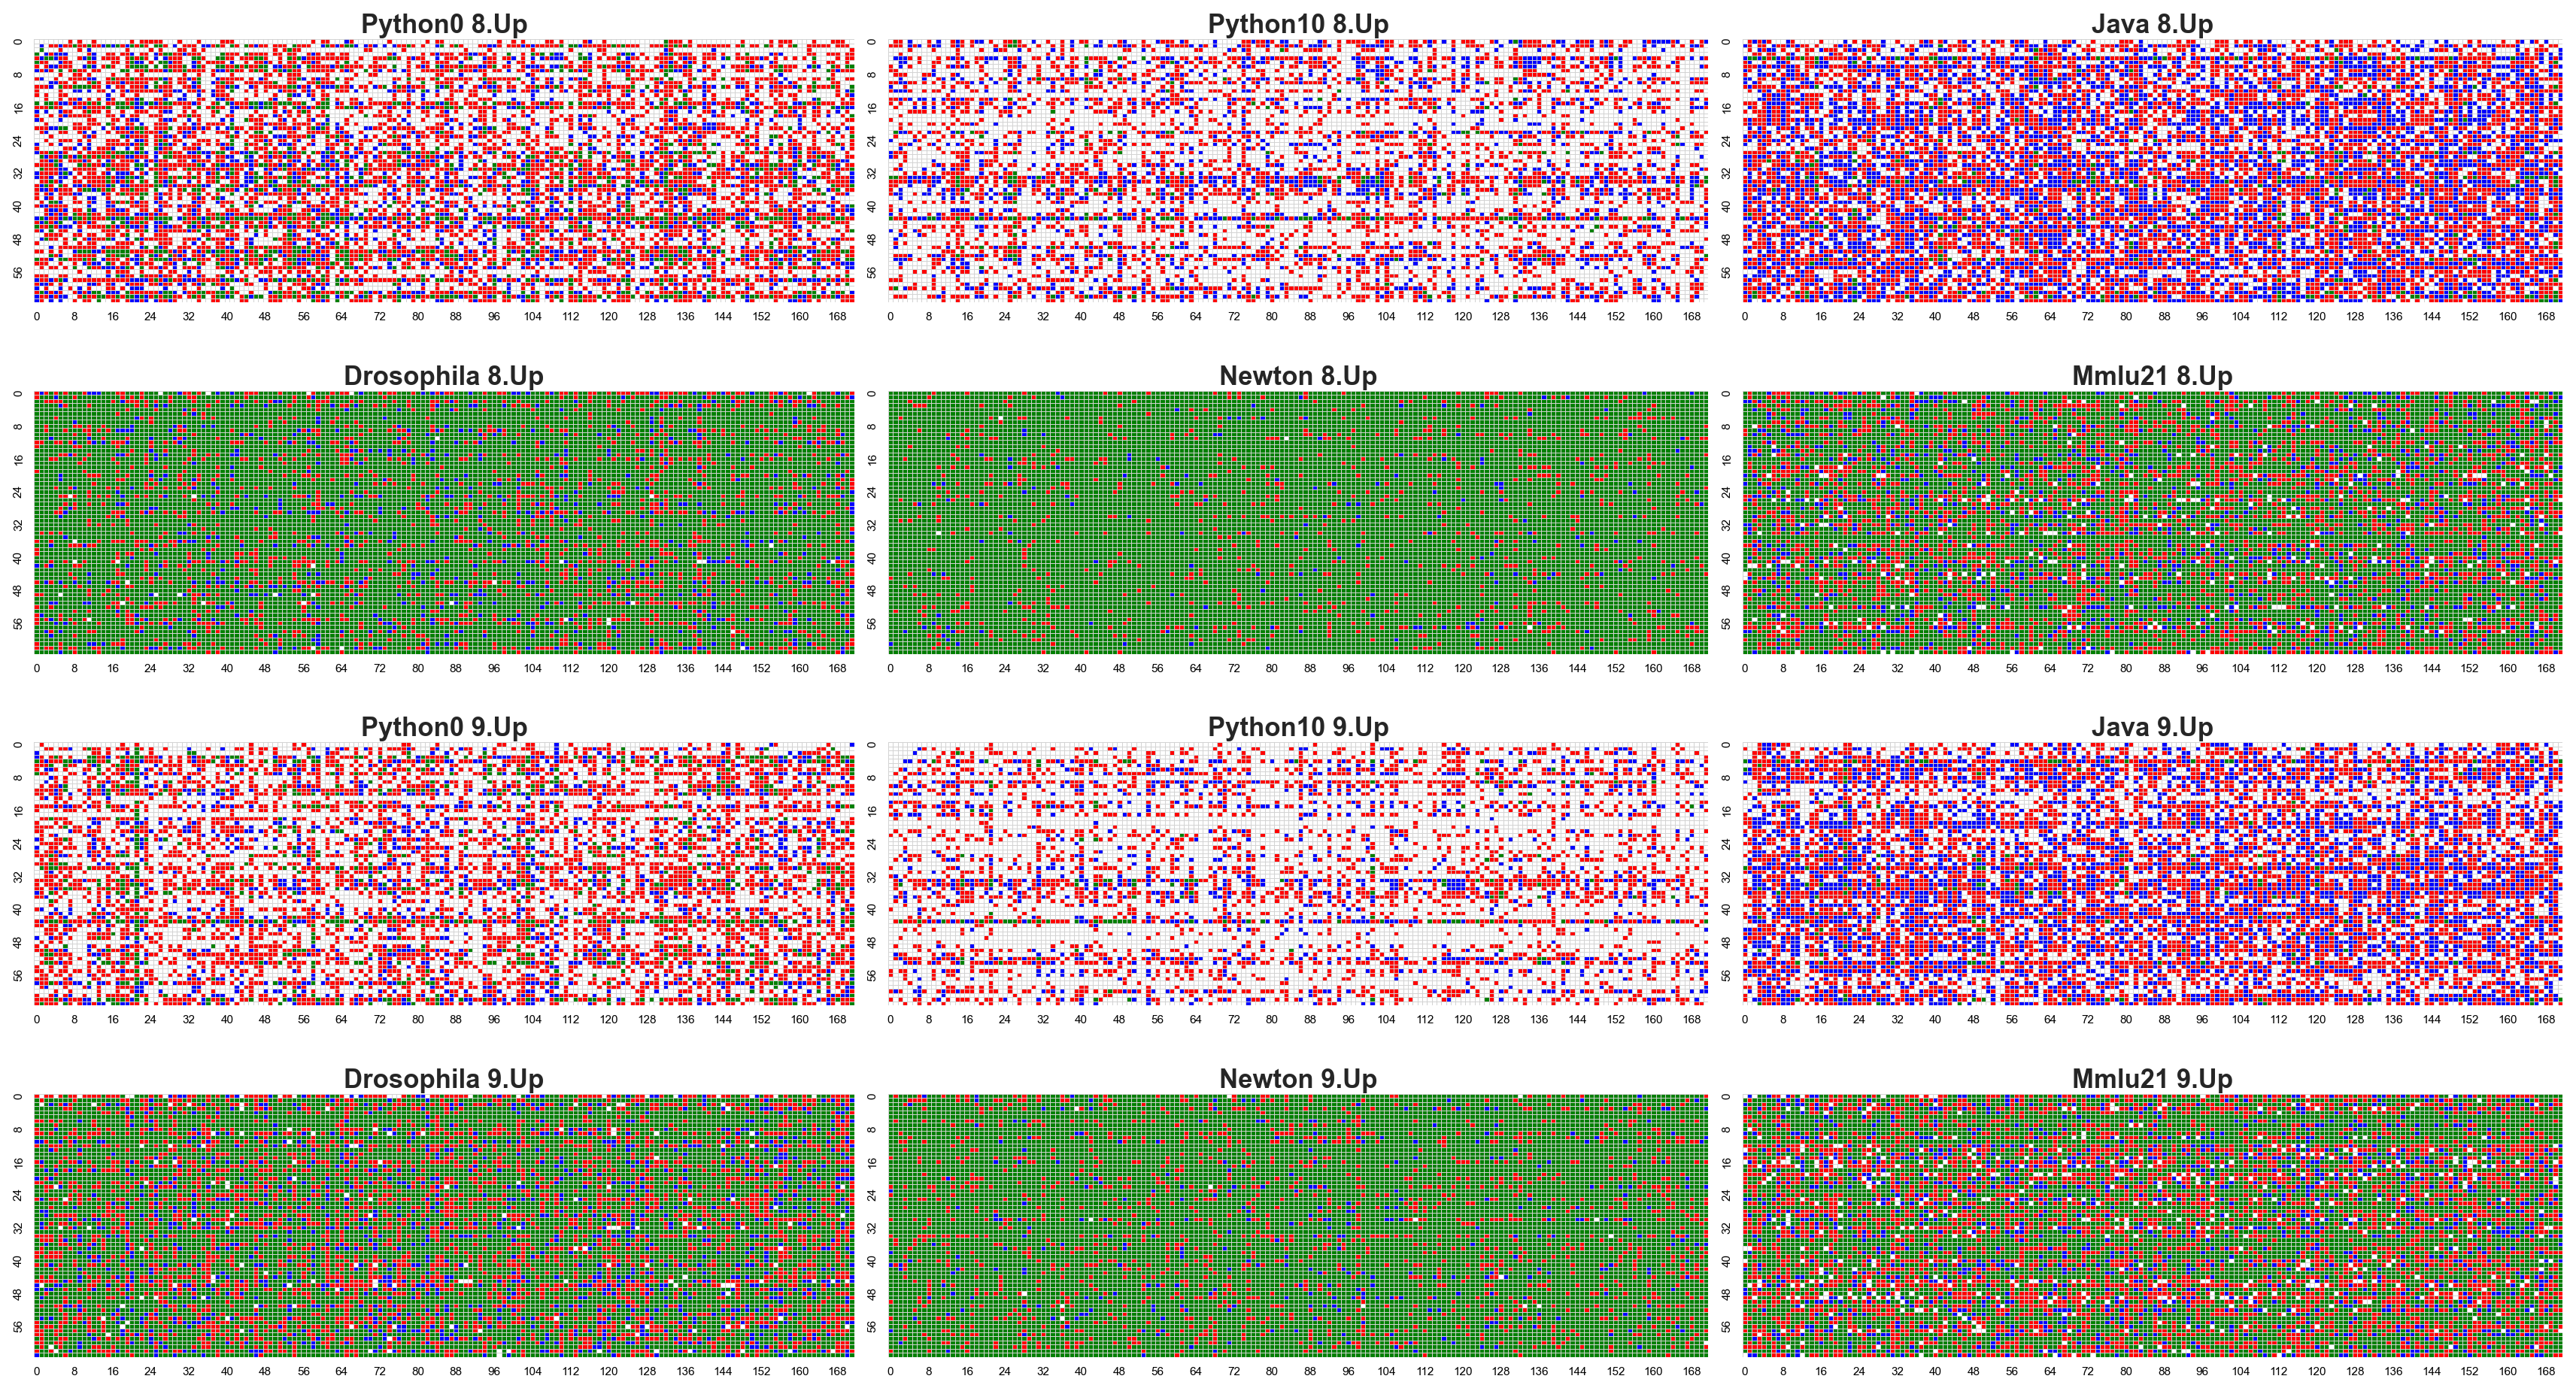 Python0 8.Up
Python10 8.Up
Java 8.Up
0 8 16 24 32 40 48 56
0 8 16 24 32 40 48 56
0 8 16 24 32 40 48 56
0 8 16 24 32 40 48 56 64 72 80 88 96 104 112 120 128 136 144 152 160 168
0 8 16 24 32 40 48 56 64 72 80 88 96 104 112 120 128 136 144 152 160 168
0 8 16 24 32 40 48 56 64 72 80 88 96 104 112 120 128 136 144 152 160 168
Drosophila 8.Up
Newton 8.Up
Mmlu21 8.Up
0 8 16 24 32 40 48 56
0 8 16 24 32 40 48 56
0 8 16 24 32 40 48 56
0 8 16 24 32 40 48 56 64 72 80 88 96 104 112 120 128 136 144 152 160 168
0 8 16 24 32 40 48 56 64 72 80 88 96 104 112 120 128 136 144 152 160 168
0 8 16 24 32 40 48 56 64 72 80 88 96 104 112 120 128 136 144 152 160 168
Python0 9.Up
Python10 9.Up
Java 9.Up
0 8 16 24 32 40 48 56
0 8 16 24 32 40 48 56
0 8 16 24 32 40 48 56
0 8 16 24 32 40 48 56 64 72 80 88 96 104 112 120 128 136 144 152 160 168
0 8 16 24 32 40 48 56 64 72 80 88 96 104 112 120 128 136 144 152 160 168
0 8 16 24 32 40 48 56 64 72 80 88 96 104 112 120 128 136 144 152 160 168
Drosophila 9.Up
Newton 9.Up
Mmlu21 9.Up
0 8 16 24 32 40 48 56
0 8 16 24 32 40 48 56
0 8 16 24 32 40 48 56
0 8 16 24 32 40 48 56 64 72 80 88 96 104 112 120 128 136 144 152 160 168
0 8 16 24 32 40 48 56 64 72 80 88 96 104 112 120 128 136 144 152 160 168
0 8 16 24 32 40 48 56 64 72 80 88 96 104 112 120 128 136 144 152 160 168